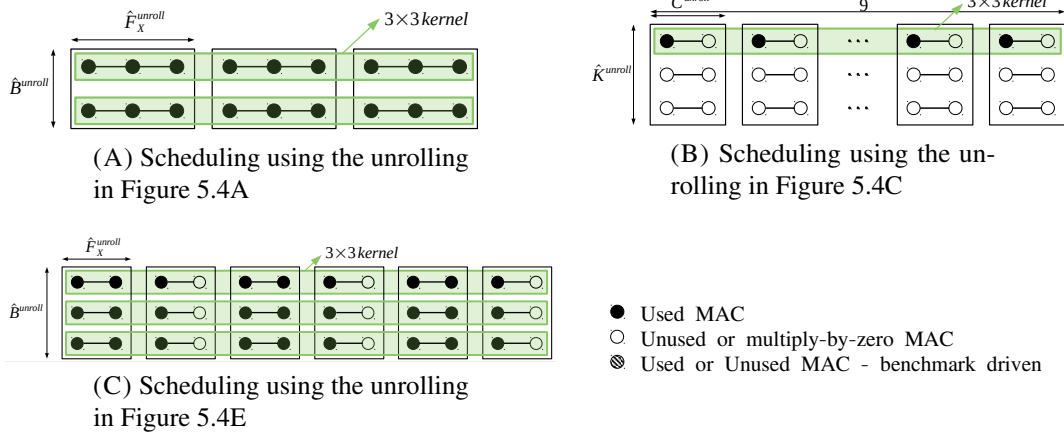 F̂_X^unroll
3×3 kernel
B̂^unroll
(A) Scheduling using the unrolling
in Figure 5.4A
C^unroll
9
3×3 kernel
K̂^unroll
(B) Scheduling using the un-
rolling in Figure 5.4C
F̂_X^unroll
3×3 kernel
B̂^unroll
(C) Scheduling using the unrolling
in Figure 5.4E
Used MAC
Unused or multiply-by-zero MAC
Used or Unused MAC - benchmark driven